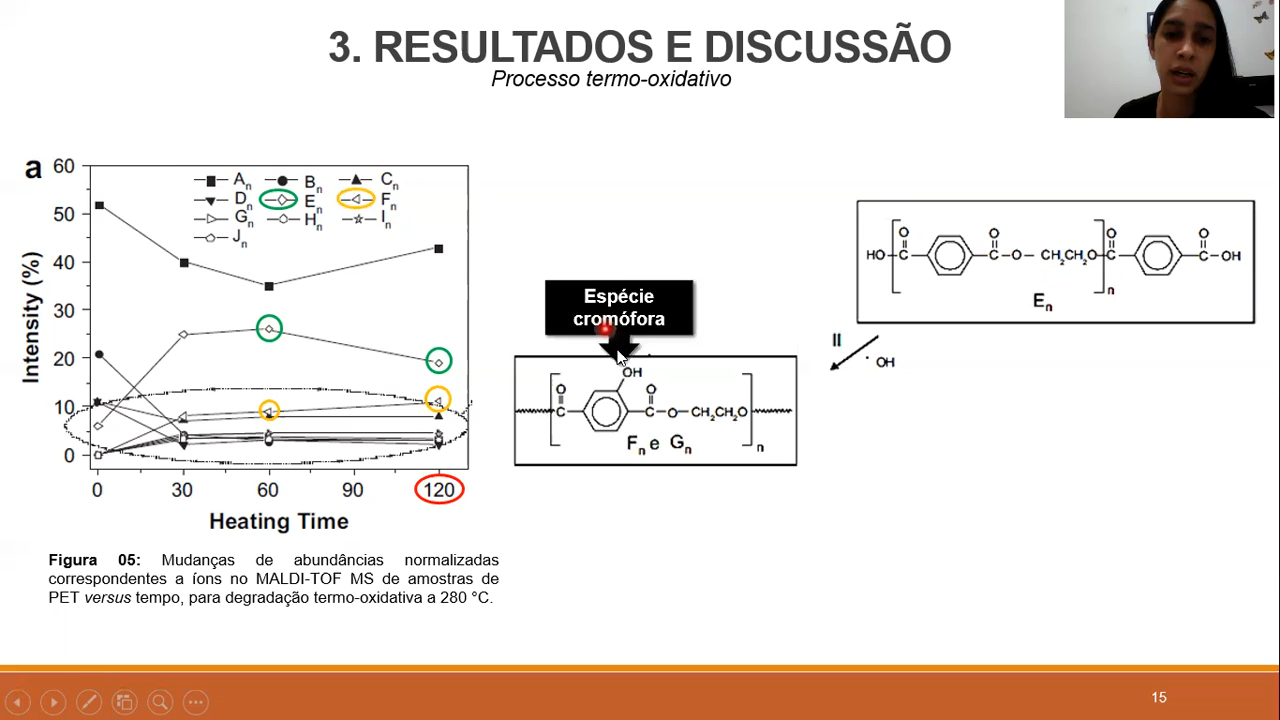 3. RESULTADOS E DISCUSSÃO
Processo termo-oxidativo
a
60
50
40
30
20
10
0
Intensity (%)
An Bn Cn
Dn En Fn
Gn Hn In
Jn
0 30 60 90 120
Heating Time
Figura 05: Mudanças de abundâncias normalizadas
correspondentes a íons no MALDI-TOF MS de amostras de
PET versus tempo, para degradação termo-oxidativa a 280 °C.
Espécie
cromófora
OH
O O
C C O CH2CH2O
n
Fn e Gn
O O O O
HO C C O CH2CH2O C C OH
n
En
II
· OH
15